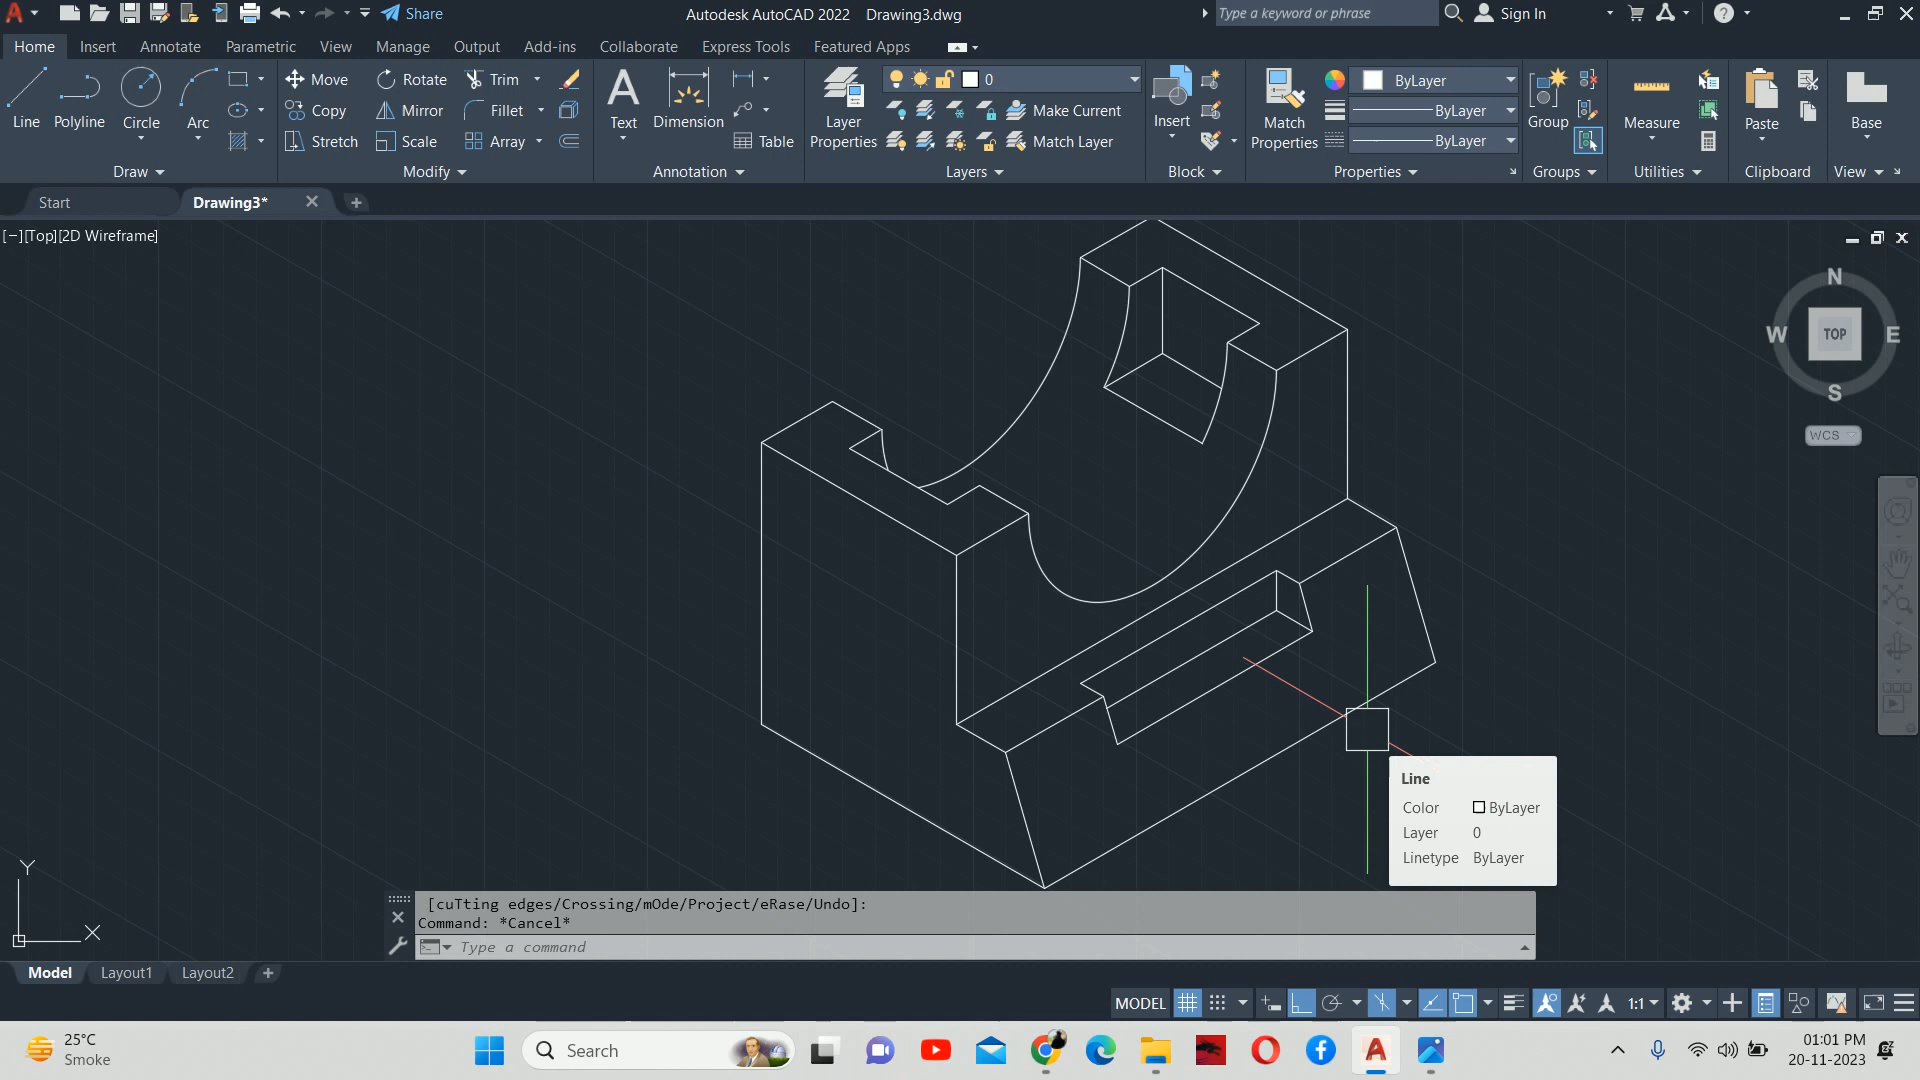 Share
Autodesk AutoCAD 2022 Drawing3.dwg
Type a keyword or phrase
Sign In
Home Insert Annotate Parametric View Manage Output Add-ins Collaborate Express Tools Featured Apps
Line Polyline Circle Arc
Move Rotate Trim
Copy Mirror Fillet
Stretch Scale Array
Text Dimension Table
Layer Properties
0
Make Current
Match Layer
Insert
Match Properties
ByLayer
ByLayer
ByLayer
Group
Measure
Paste
Base
Draw Modify Annotation Layers Block Properties Groups Utilities Clipboard View
Start Drawing3*
[−][Top][2D Wireframe]
N
W TOP E
S
WCS
Line
Color ByLayer
Layer 0
Linetype ByLayer
Y
X
[cuTting edges/Crossing/mOde/Project/eRase/Undo]:
Command: *Cancel*
Type a command
Model Layout1 Layout2
MODEL 1:1
25°C
Smoke
Search
01:01 PM
20-11-2023